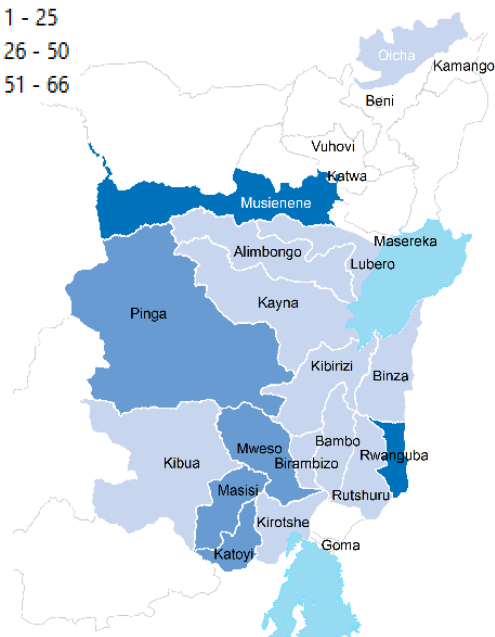 1 - 25
26 - 50
51 - 66
Oicha
Kamango
Beni
Vuhovi
Katwa
Musienene
Masereka
Alimbongo
Lubero
Kayna
Pinga
Kibirizi
Binza
Bambo
Mweso
Rwanguba
Kibua
Birambizo
Masisi
Rutshuru
Kirotshe
Goma
Katoyi